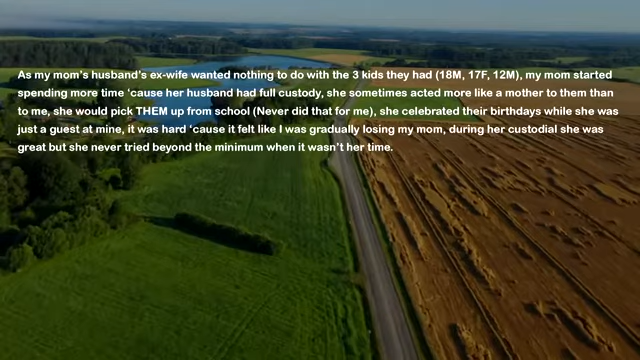 As my mom's husband's ex-wife wanted nothing to do with the 3 kids they had (18M, 17F, 12M), my mom started
spending more time 'cause her husband had full custody, she sometimes acted more like a mother to them than
to me, she would pick THEM up from school (Never did that for me), she celebrated their birthdays while she was
just a guest at mine, it was hard 'cause it felt like I was gradually losing my mom, during her custodial she was
great but she never tried beyond the minimum when it wasn't her time.